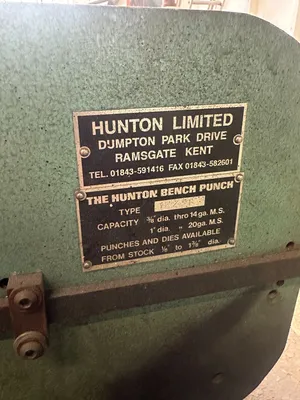 HUNTON LIMITED
DUMPTON PARK DRIVE
RAMSGATE KENT
TEL. 01843-591416 FAX 01843-582601
THE HUNTON BENCH PUNCH
TYPE
CAPACITY ⅜" dia. thro 14 ga. M.S.
1" dia. " 20 ga. M.S.
PUNCHES AND DIES AVAILABLE
FROM STOCK ⅛" to 1⅜" dia.